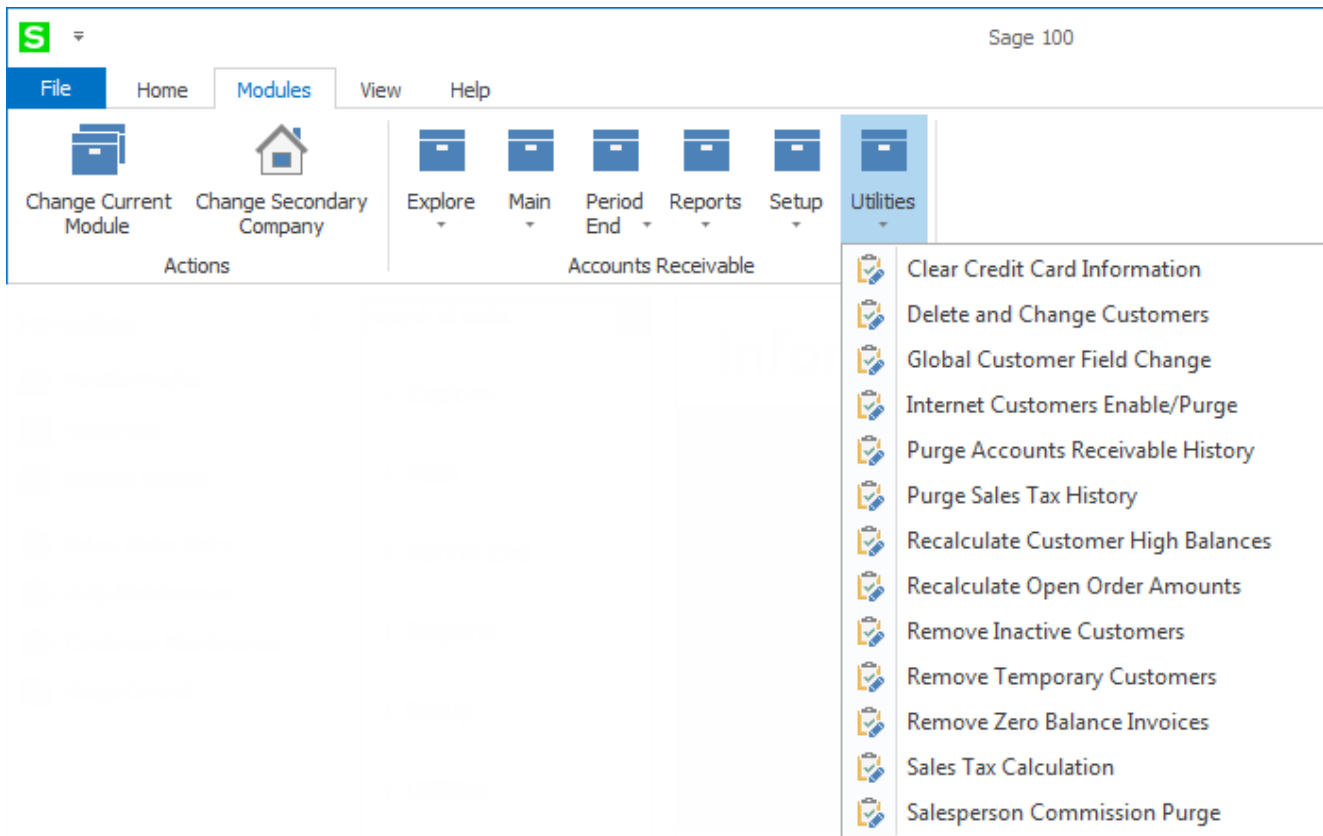 S
Sage 100
File Home Modules View Help
Change Current Module
Change Secondary Company
Explore
Main
Period End
Reports
Setup
Utilities
Actions
Accounts Receivable
Clear Credit Card Information
Delete and Change Customers
Global Customer Field Change
Internet Customers Enable/Purge
Purge Accounts Receivable History
Purge Sales Tax History
Recalculate Customer High Balances
Recalculate Open Order Amounts
Remove Inactive Customers
Remove Temporary Customers
Remove Zero Balance Invoices
Sales Tax Calculation
Salesperson Commission Purge